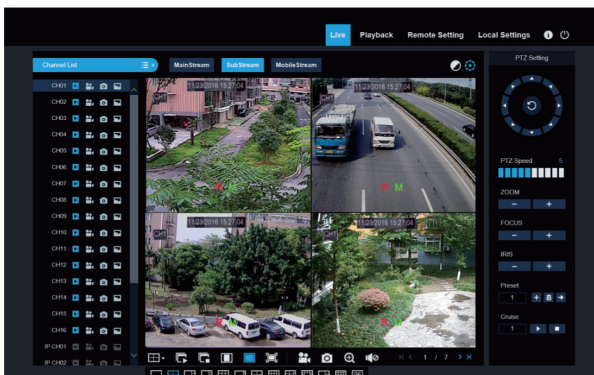 Live Playback Remote Setting Local Settings
Channel List MainStream SubStream MobileStream PTZ Setting
CH01
CH02
CH03
CH04
CH05
CH06
CH07
CH08
CH09
CH10
CH11
CH12
CH13
CH14
CH15
CH16
IP CH01
IP CH02
11/23/2016 15:27:04
CH1
R M
11/23/2016 15:27:04
CH1
R M
11/23/2016 15:27:04
CH1
R M
11/23/2016 15:27:04
CH1
R M
1 / 7
PTZ Speed 5
ZOOM
FOCUS
IRIS
Preset
1
Cruise
1